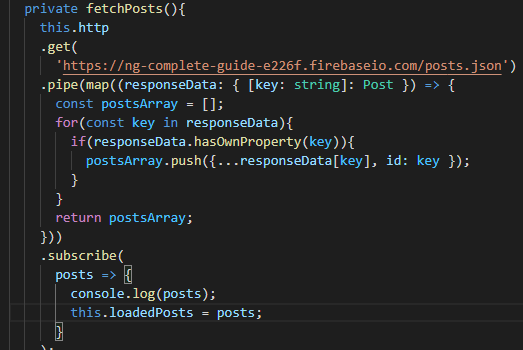 private fetchPosts(){
this.http
.get(
'https://ng-complete-guide-e226f.firebaseio.com/posts.json')
.pipe(map((responseData: { [key: string]: Post }) => {
const postsArray = [];
for(const key in responseData){
if(responseData.hasOwnProperty(key)){
postsArray.push({...responseData[key], id: key });
}
}
return postsArray;
}))
.subscribe(
posts => {
console.log(posts);
this.loadedPosts = posts;
}
);